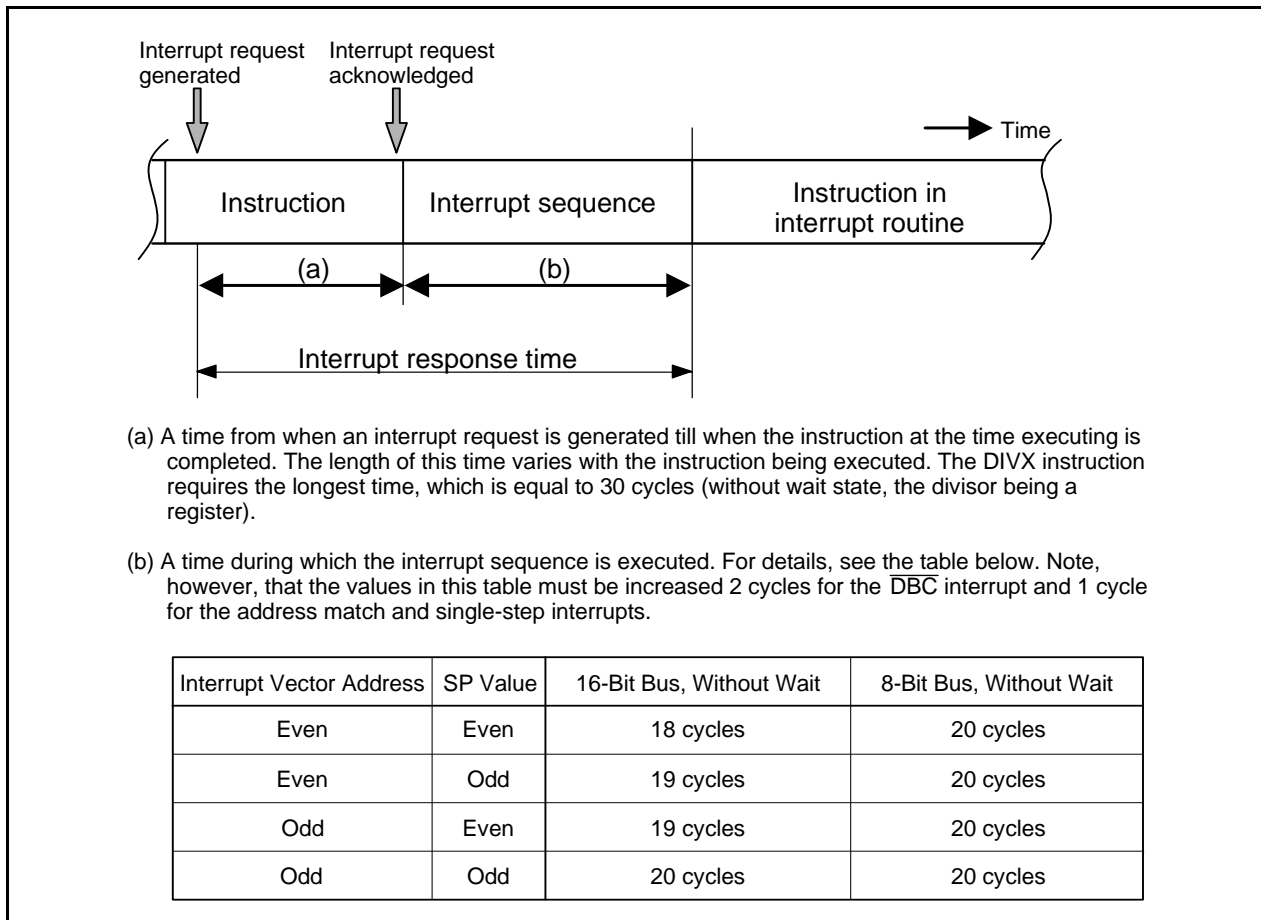 Interrupt request generated
Interrupt request acknowledged
Time
Instruction
Interrupt sequence
Instruction in
interrupt routine
(a)
(b)
Interrupt response time
(a) A time from when an interrupt request is generated till when the instruction at the time executing is
completed. The length of this time varies with the instruction being executed. The DIVX instruction
requires the longest time, which is equal to 30 cycles (without wait state, the divisor being a
register).
(b) A time during which the interrupt sequence is executed. For details, see the table below. Note,
however, that the values in this table must be increased 2 cycles for the DBC interrupt and 1 cycle
for the address match and single-step interrupts.
Interrupt Vector Address SP Value 16-Bit Bus, Without Wait 8-Bit Bus, Without Wait
Even Even 18 cycles 20 cycles
Even Odd 19 cycles 20 cycles
Odd Even 19 cycles 20 cycles
Odd Odd 20 cycles 20 cycles